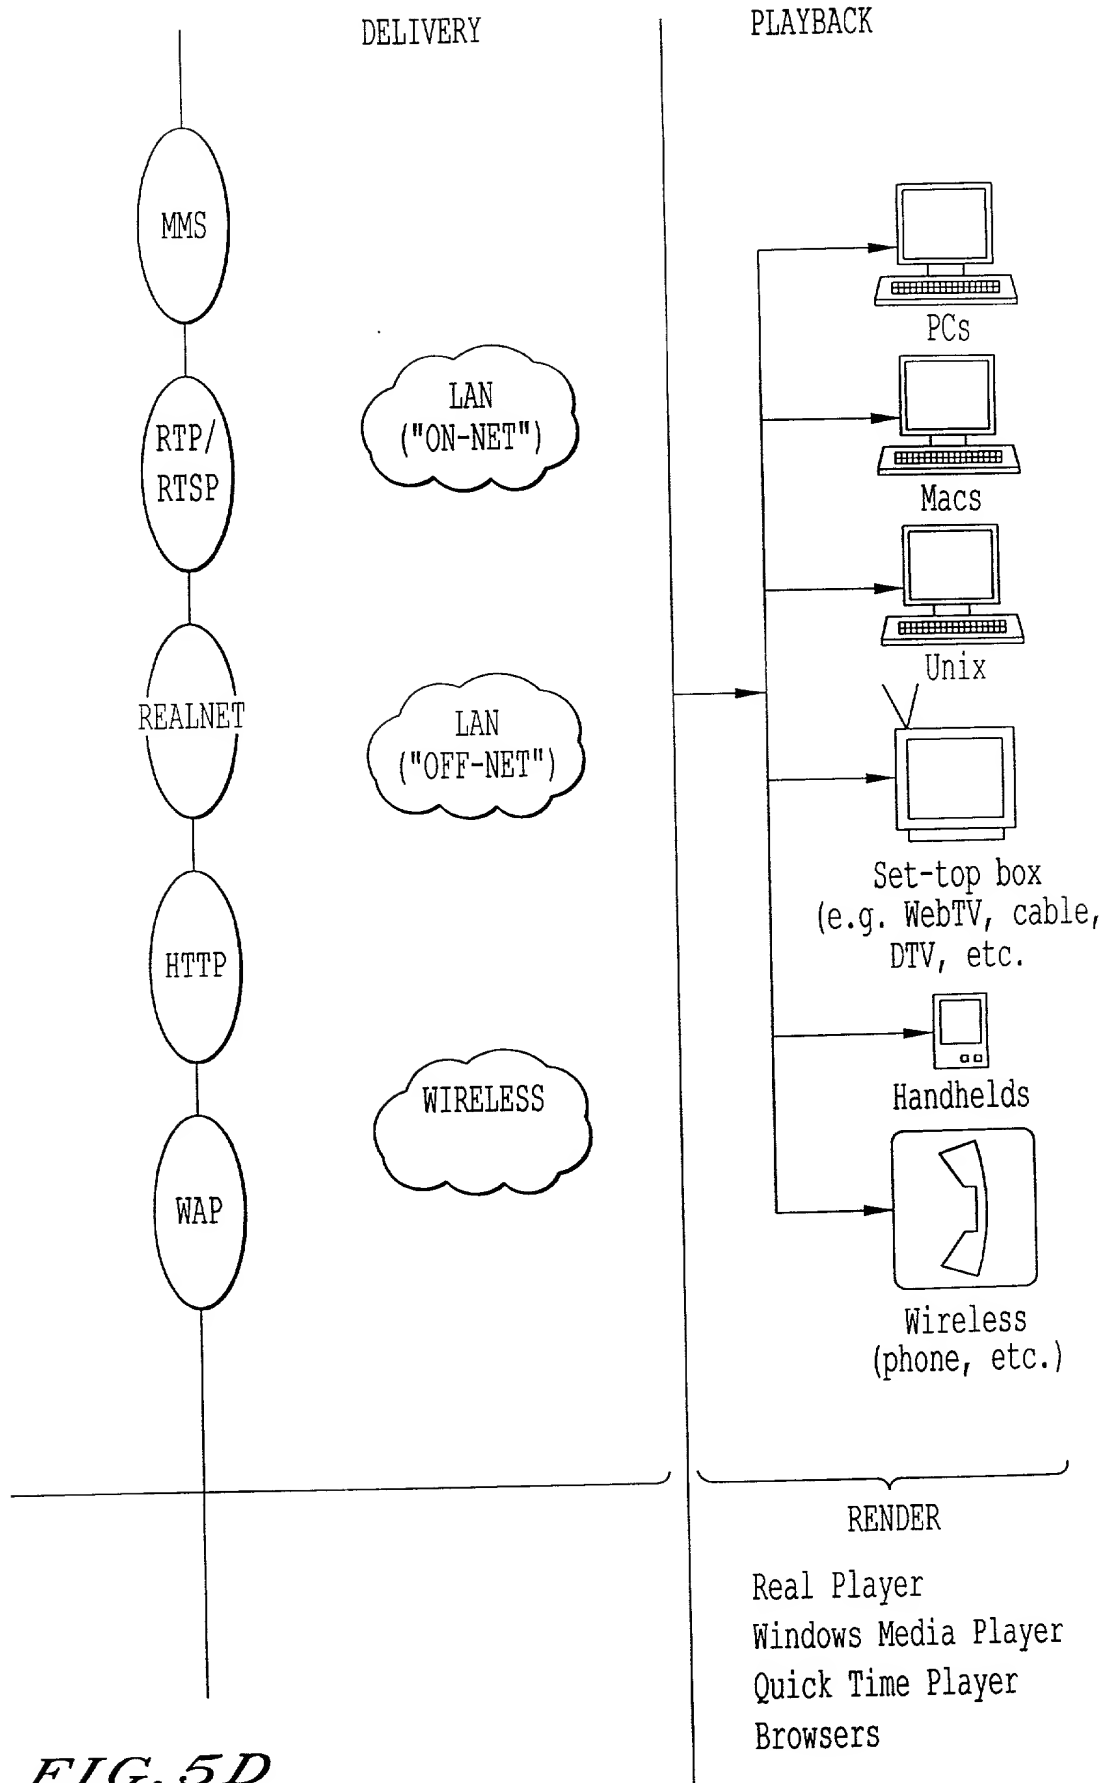 DELIVERY
PLAYBACK
MMS
RTP/
RTSP
REALNET
HTTP
WAP
LAN
("ON-NET")
LAN
("OFF-NET")
WIRELESS
PCs
Macs
Unix
Set-top box
(e.g. WebTV, cable,
DTV, etc.
Handhelds
Wireless
(phone, etc.)
RENDER
Real Player
Windows Media Player
Quick Time Player
Browsers
FIG. 5D